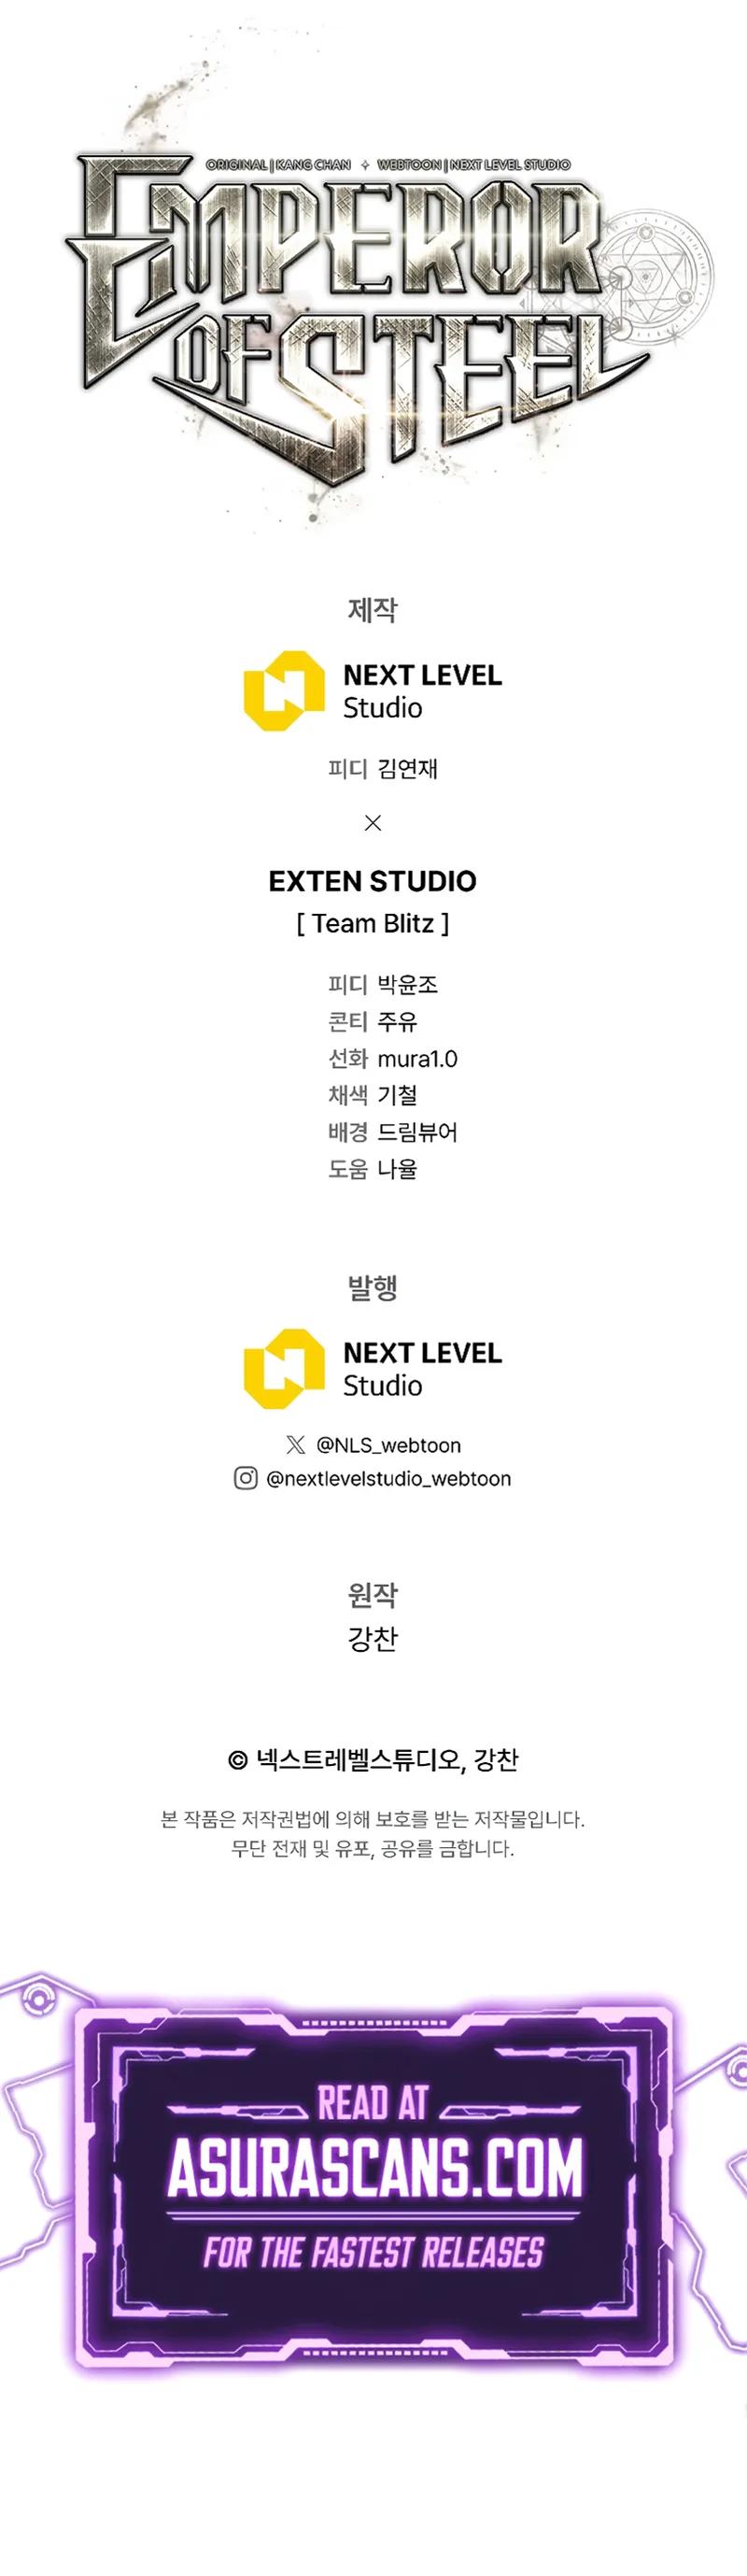 ORIGINAL | KANG CHAN ✧ WEBTOON | NEXT LEVEL STUDIO
EMPEROR
OF STEEL
제작
NEXT LEVEL
Studio
피디 김연재
×
EXTEN STUDIO
[ Team Blitz ]
피디 박윤조
콘티 주유
선화 mura1.0
채색 기철
배경 드림뷰어
도움 나율
발행
NEXT LEVEL
Studio
X @NLS_webtoon
@nextlevelstudio_webtoon
원작
강찬
© 넥스트레벨스튜디오, 강찬
본 작품은 저작권법에 의해 보호를 받는 저작물입니다.
무단 전재 및 유포, 공유를 금합니다.
READ AT
ASURASCANS.COM
FOR THE FASTEST RELEASES